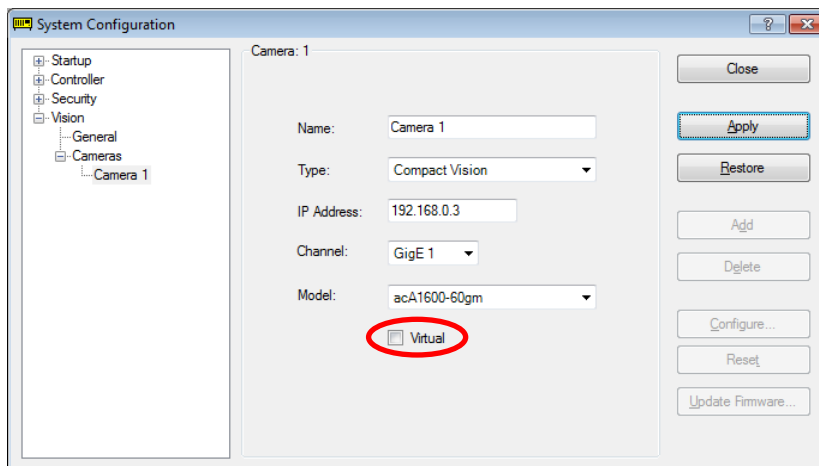 System Configuration
Startup
Controller
Security
Vision
General
Cameras
Camera 1
Camera: 1
Name: Camera 1
Type: Compact Vision
IP Address: 192.168.0.3
Channel: GigE 1
Model: acA1600-60gm
Virtual
Close
Apply
Restore
Add
Delete
Configure...
Reset
Update Firmware...